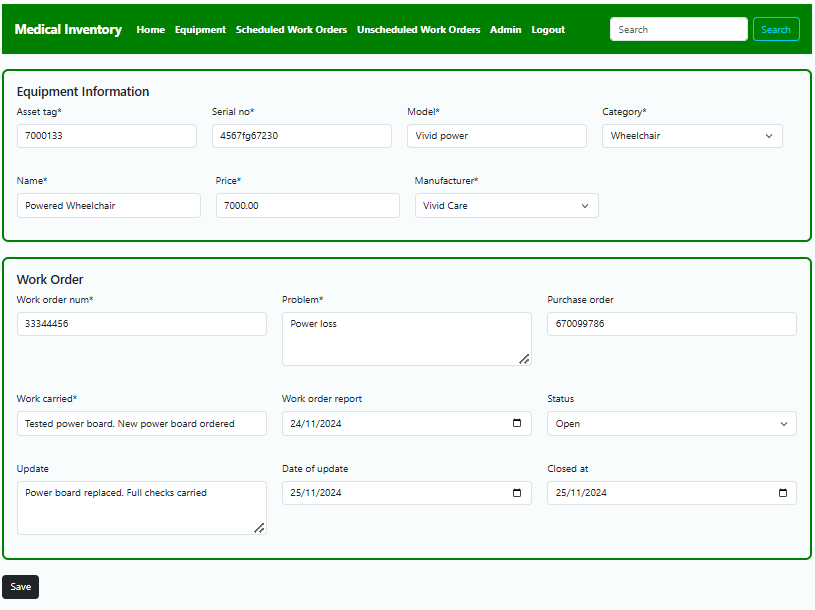 Medical Inventory Home Equipment Scheduled Work Orders Unscheduled Work Orders Admin Logout Search Search
Equipment Information
Asset tag* Serial no* Model* Category*
7000133 4567fg67230 Vivid power Wheelchair
Name* Price* Manufacturer*
Powered Wheelchair 7000.00 Vivid Care
Work Order
Work order num* Problem* Purchase order
33344456 Power loss 670099786
Work carried* Work order report Status
Tested power board. New power board ordered 24/11/2024 Open
Update Date of update Closed at
Power board replaced. Full checks carried 25/11/2024 25/11/2024
Save